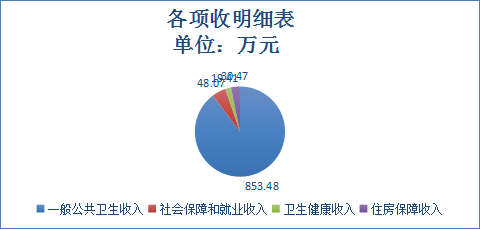 各项收明细表
单位：万元
48.07
30.47
853.48
一般公共卫生收入 社会保障和就业收入 卫生健康收入 住房保障收入